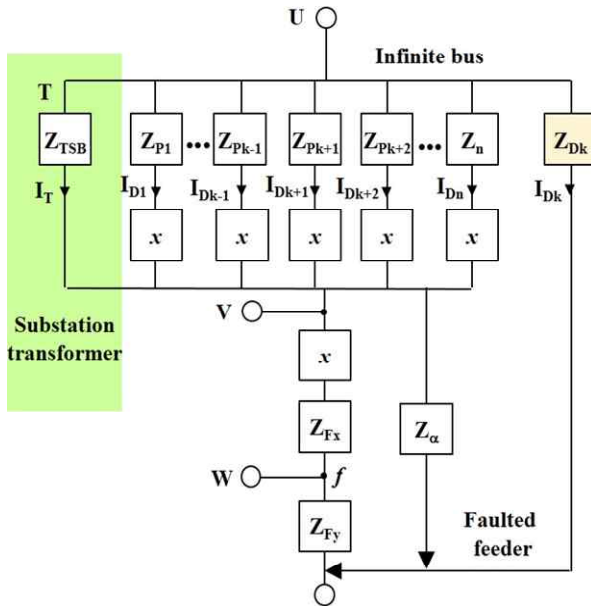 U
Infinite bus
T
Z_TSB
Z_P1
Z_Pk-1
Z_Pk+1
Z_Pk+2
Z_n
Z_Dk
I_T
I_D1
I_Dk-1
I_Dk+1
I_Dk+2
I_Dn
I_Dk
x
x
x
x
x
V
Substation
transformer
x
Z_Fx
Z_α
W
f
Z_Fy
Faulted
feeder